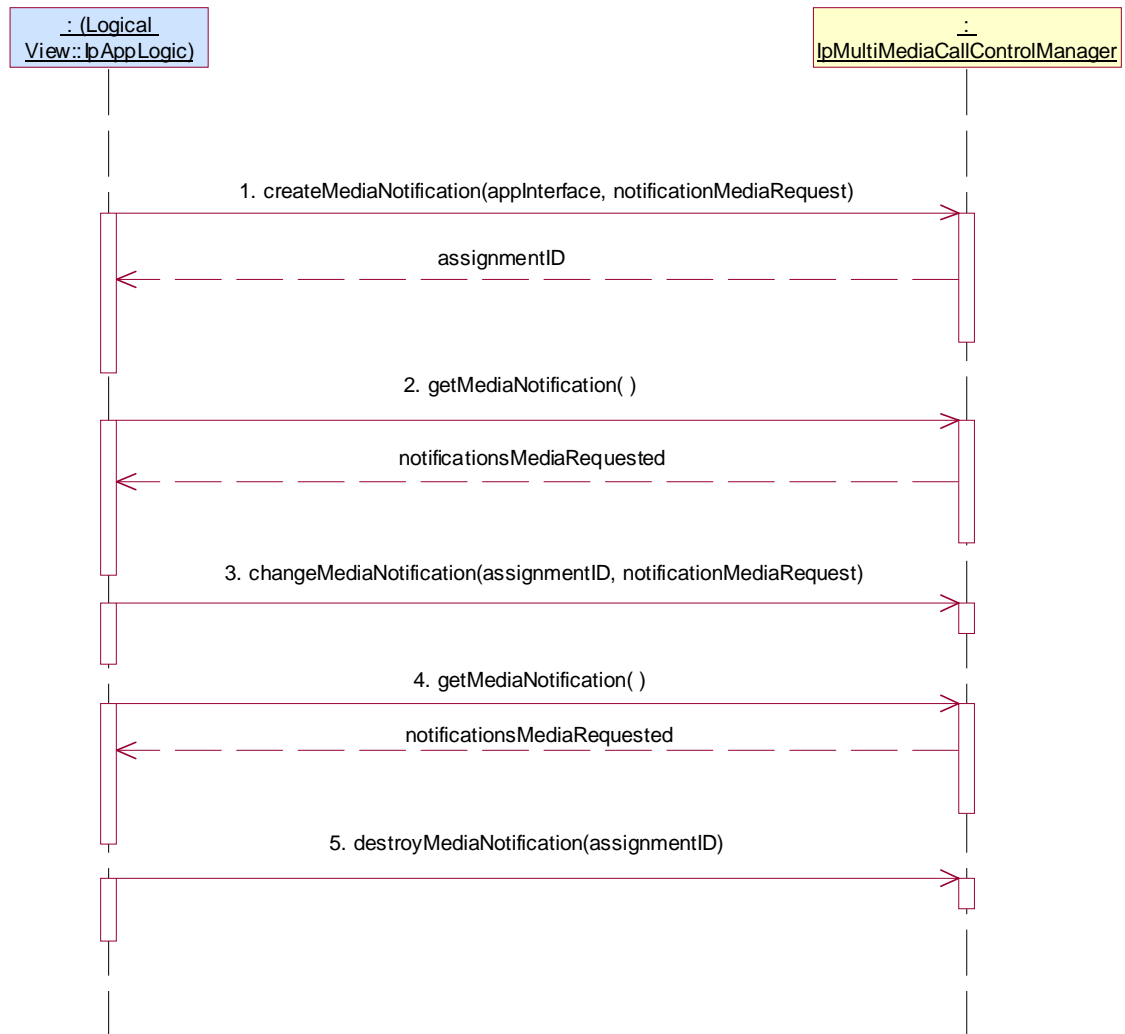 : (Logical
View::IpAppLogic)
:
IpMultiMediaCallControlManager
1. createMediaNotification(appInterface, notificationMediaRequest)
assignmentID
2. getMediaNotification( )
notificationsMediaRequested
3. changeMediaNotification(assignmentID, notificationMediaRequest)
4. getMediaNotification( )
notificationsMediaRequested
5. destroyMediaNotification(assignmentID)